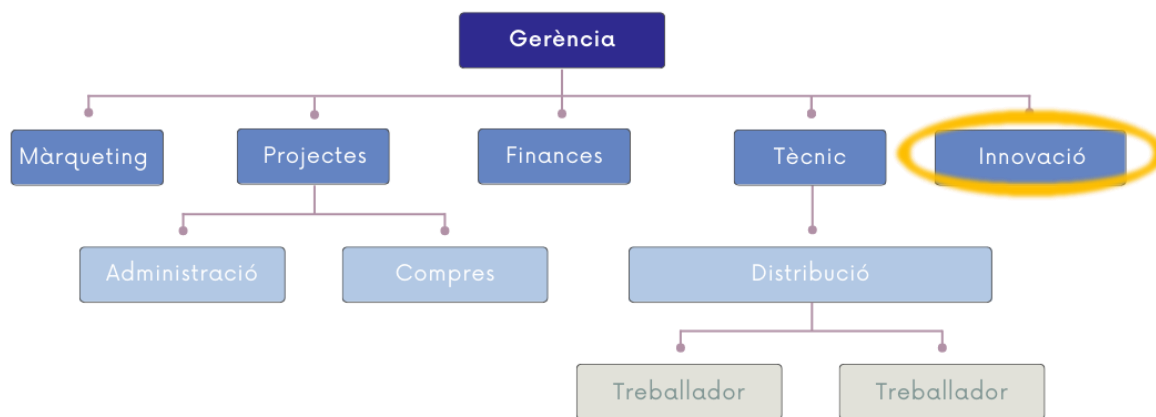 Gerència
Màrqueting
Projectes
Finances
Tècnic
Innovació
Administració
Compres
Distribució
Treballador
Treballador